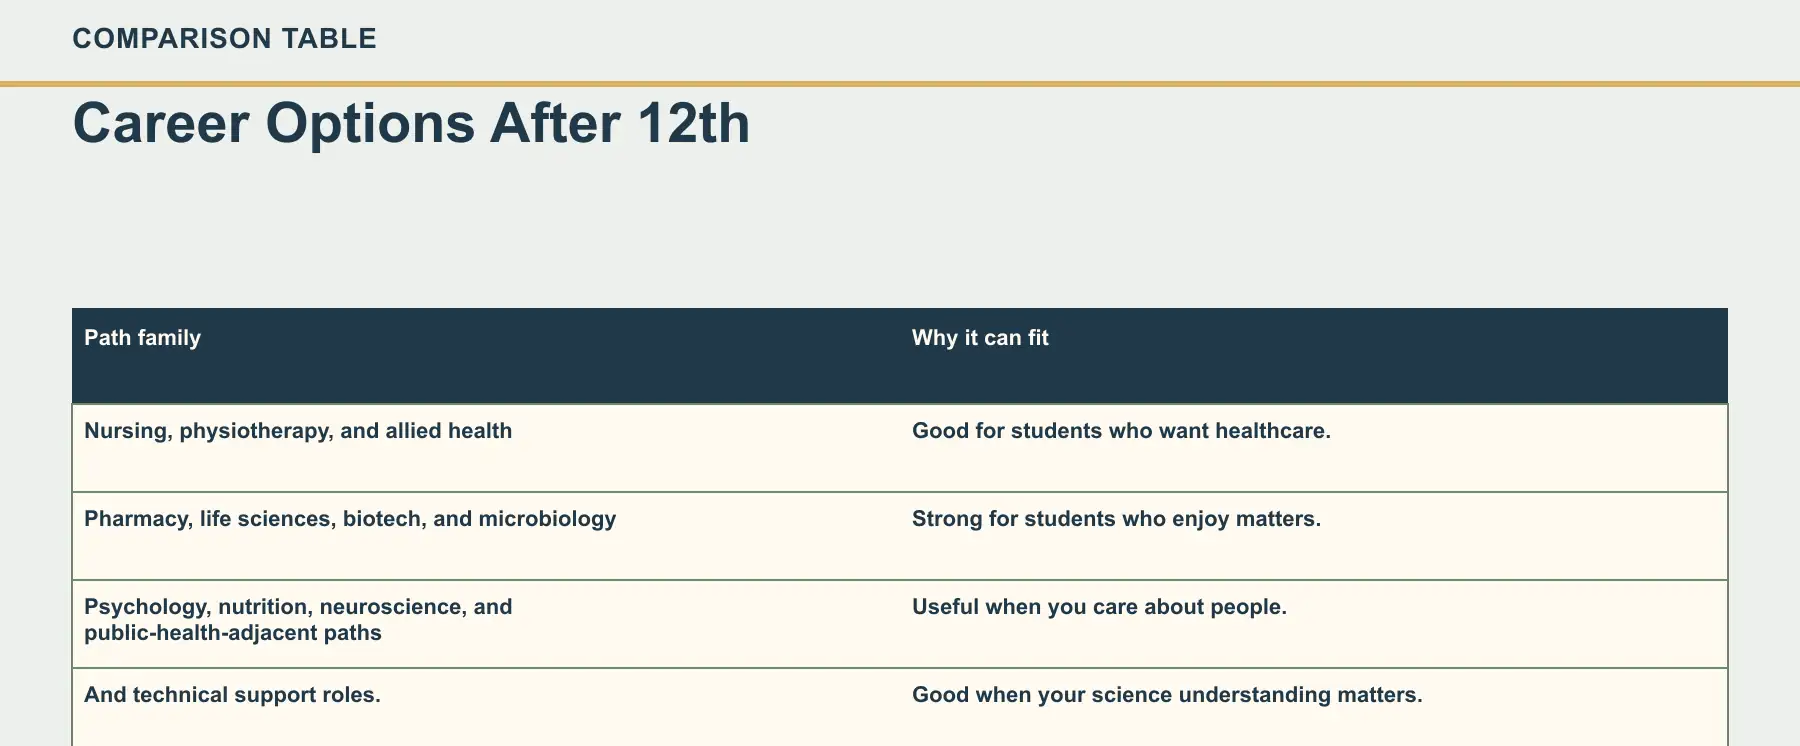 COMPARISON TABLE
Career Options After 12th
Path family
Why it can fit
Nursing, physiotherapy, and allied health
Good for students who want healthcare.
Pharmacy, life sciences, biotech, and microbiology
Strong for students who enjoy matters.
Psychology, nutrition, neuroscience, and
public-health-adjacent paths
Useful when you care about people.
And technical support roles.
Good when your science understanding matters.